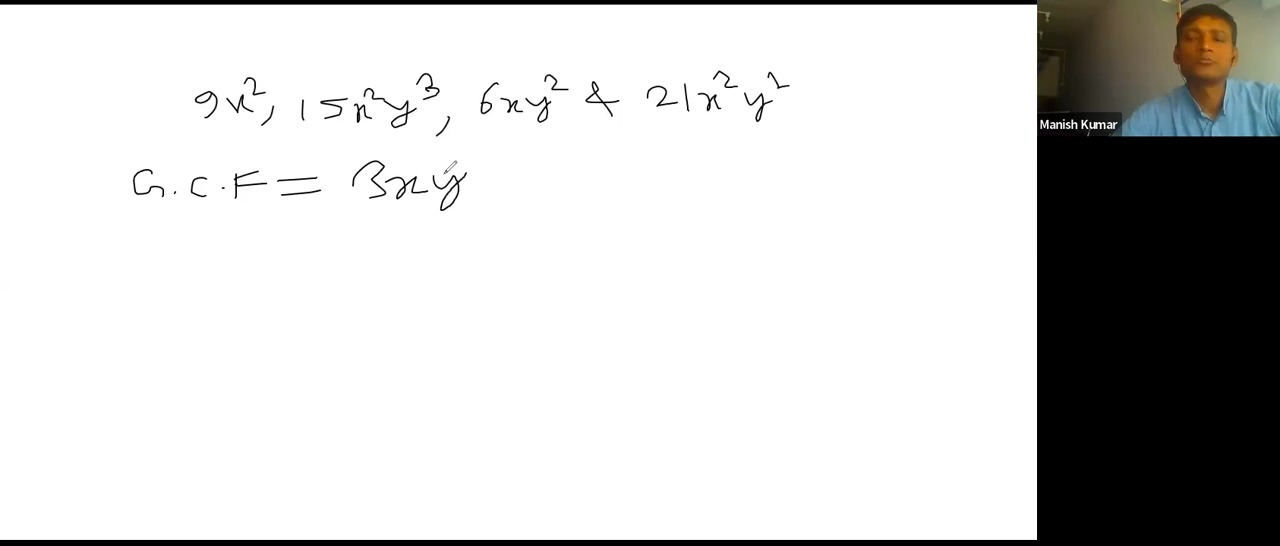 9x², 15x²y³, 6xy² & 21x²y²
G.C.F = 3xy
Manish Kumar